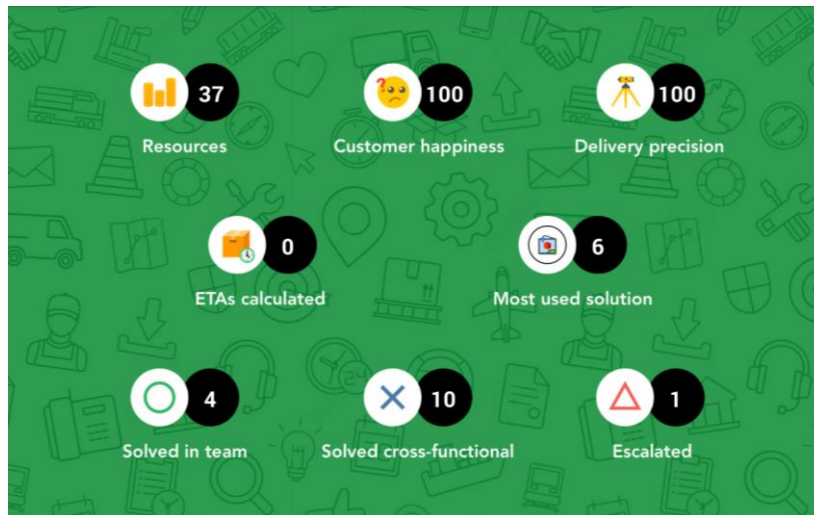 37
Resources
100
Customer happiness
100
Delivery precision
0
ETAs calculated
6
Most used solution
4
Solved in team
10
Solved cross-functional
1
Escalated